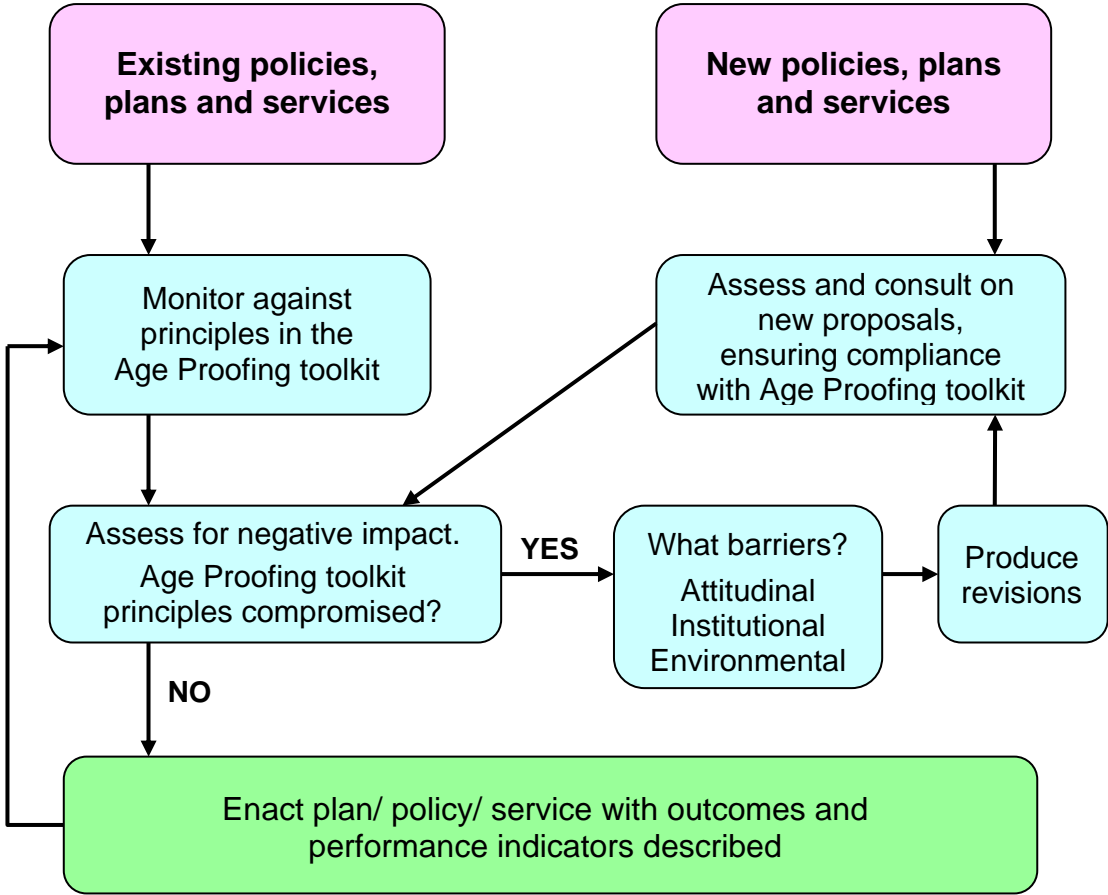 Existing policies,
plans and services
New policies, plans
and services
Monitor against
principles in the
Age Proofing toolkit
Assess and consult on
new proposals,
ensuring compliance
with Age Proofing toolkit
Assess for negative impact.
Age Proofing toolkit
principles compromised?
YES
What barriers?
Attitudinal
Institutional
Environmental
Produce
revisions
NO
Enact plan/ policy/ service with outcomes and
performance indicators described